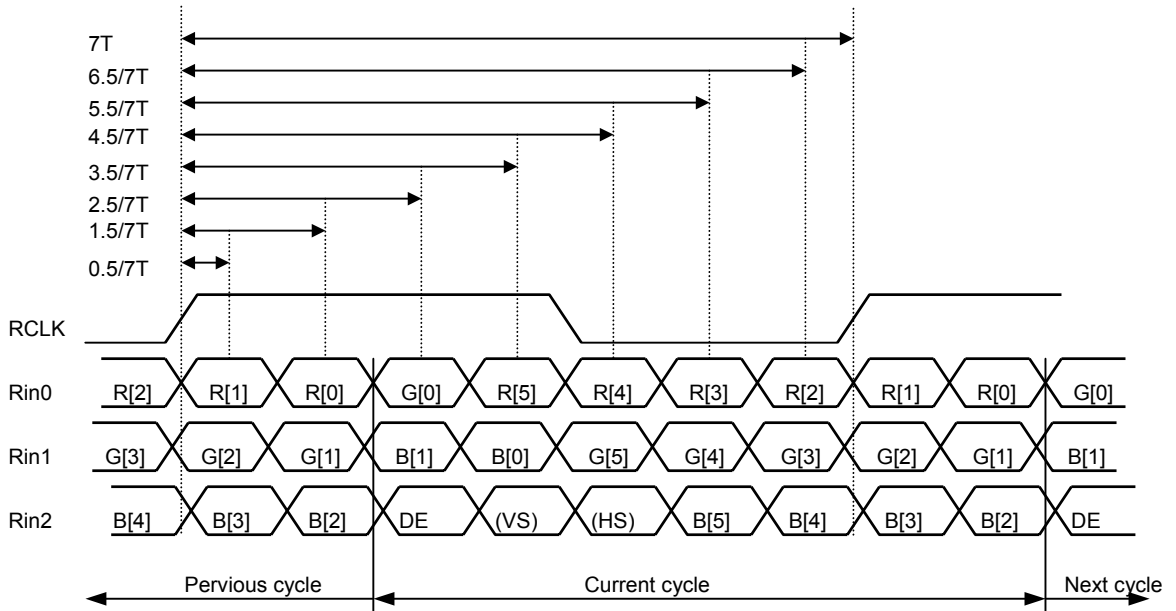 7T
6.5/7T
5.5/7T
4.5/7T
3.5/7T
2.5/7T
1.5/7T
0.5/7T
RCLK
Rin0 R[2] R[1] R[0] G[0] R[5] R[4] R[3] R[2] R[1] R[0] G[0]
Rin1 G[3] G[2] G[1] B[1] B[0] G[5] G[4] G[3] G[2] G[1] B[1]
Rin2 B[4] B[3] B[2] DE (VS) (HS) B[5] B[4] B[3] B[2] DE
Pervious cycle Current cycle Next cycle